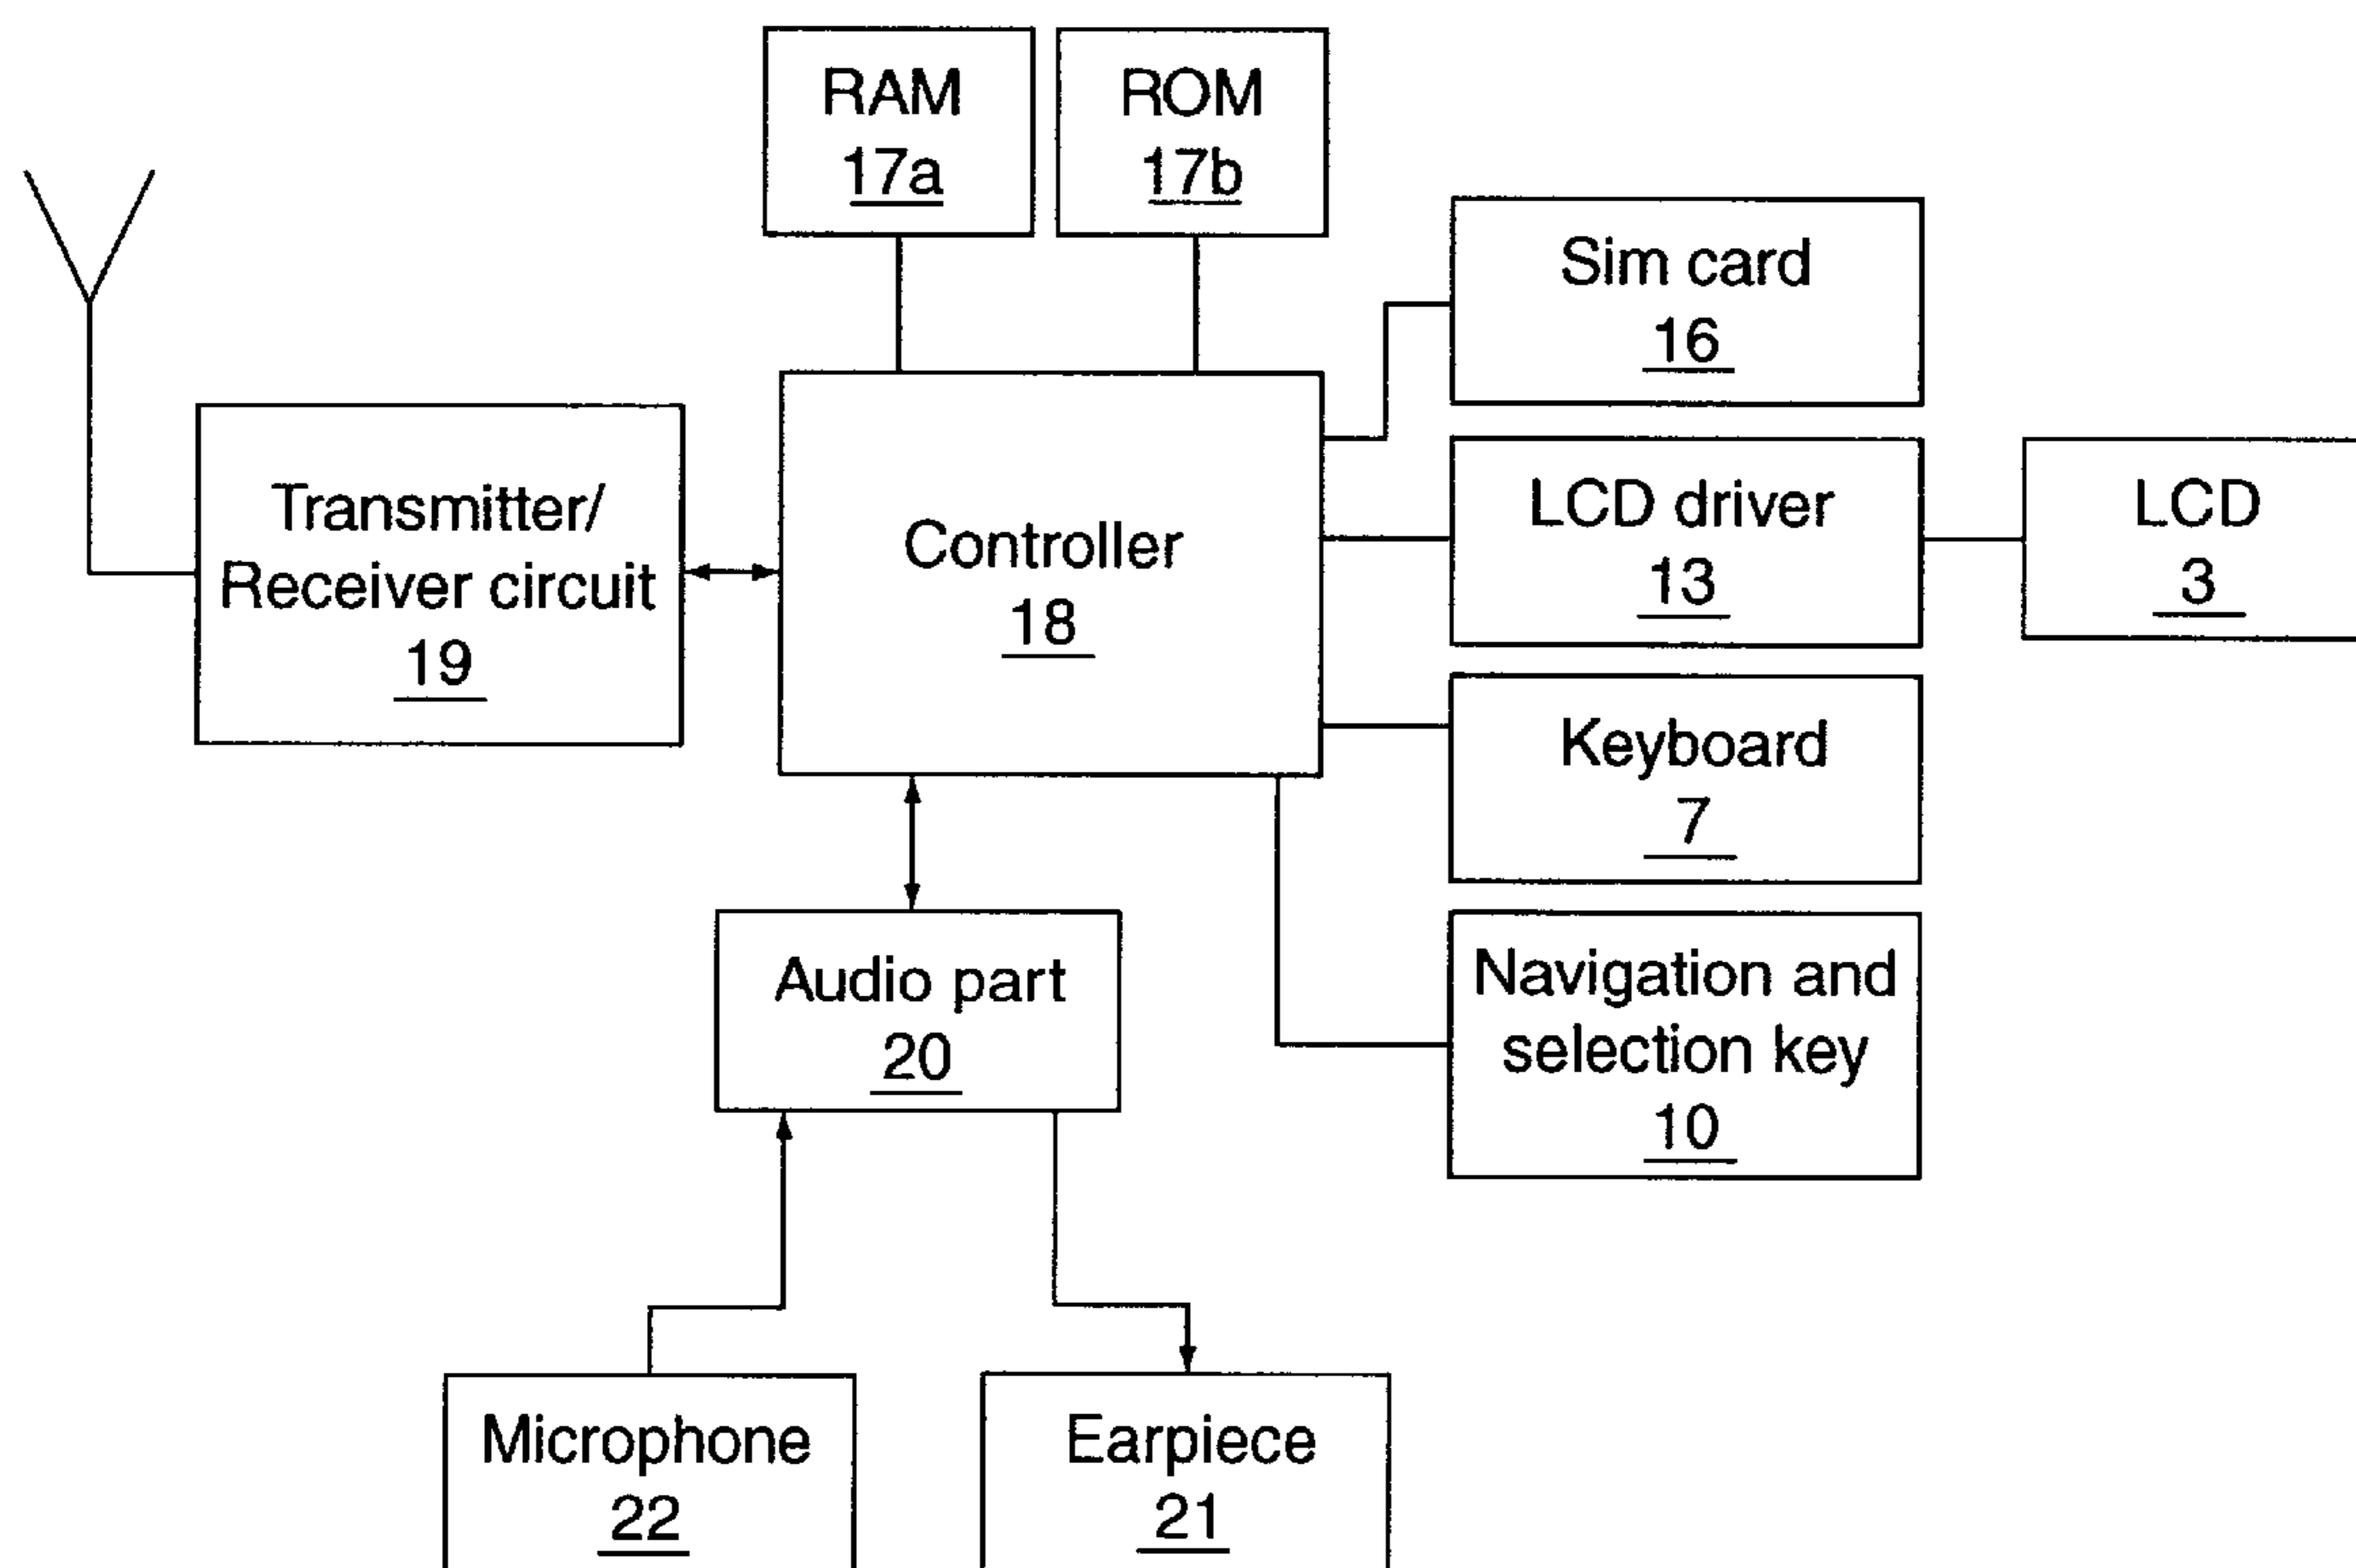 RAM
17a
ROM
17b
Sim card
16
Transmitter/
Receiver circuit
19
Controller
18
LCD driver
13
LCD
3
Keyboard
7
Audio part
20
Navigation and
selection key
10
Microphone
22
Earpiece
21